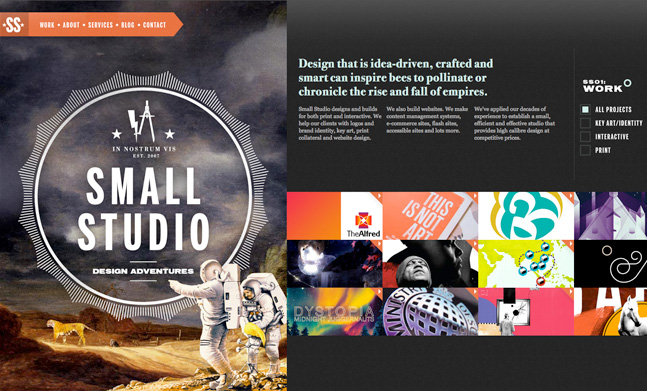 SS
WORK • ABOUT • SERVICES • BLOG • CONTACT
IN NOSTRUM VIS
EST. 2007
SMALL
STUDIO
DESIGN ADVENTURES
Design that is idea-driven, crafted and
smart can inspire bees to pollinate or
chronicle the rise and fall of empires.
Small Studio designs and builds
for both print and interactive. We
help our clients with logos and
brand identity, key art, print
collateral and website design.
We also build websites. We make
content management systems,
e-commerce sites, flash sites,
accessible sites and lots more.
We've applied our decades of
experience to establish a small,
efficient and effective studio that
provides high calibre design at
competitive prices.
SS01:
WORK
ALL PROJECTS
KEY ART/IDENTITY
INTERACTIVE
PRINT
TheAlfred
THIS IS
NOT
ART
DYSTOPIA
MIDNIGHT JUGGERNAUTS
MINIS